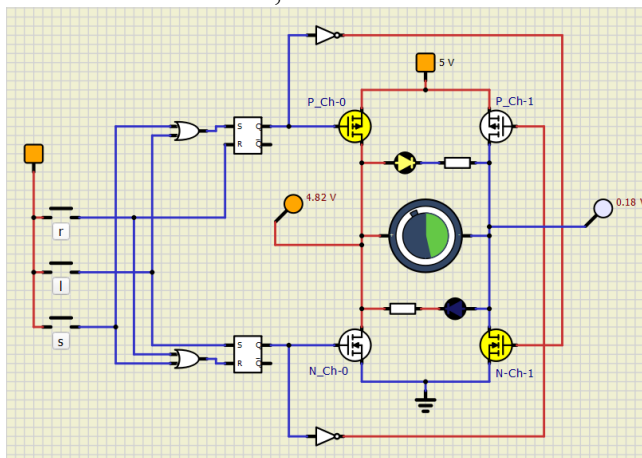 5 V
P_Ch-0
P_Ch-1
S Q
R Q
4.82 V
0.18 V
r
l
s
S Q
R Q
N_Ch-0
N-Ch-1